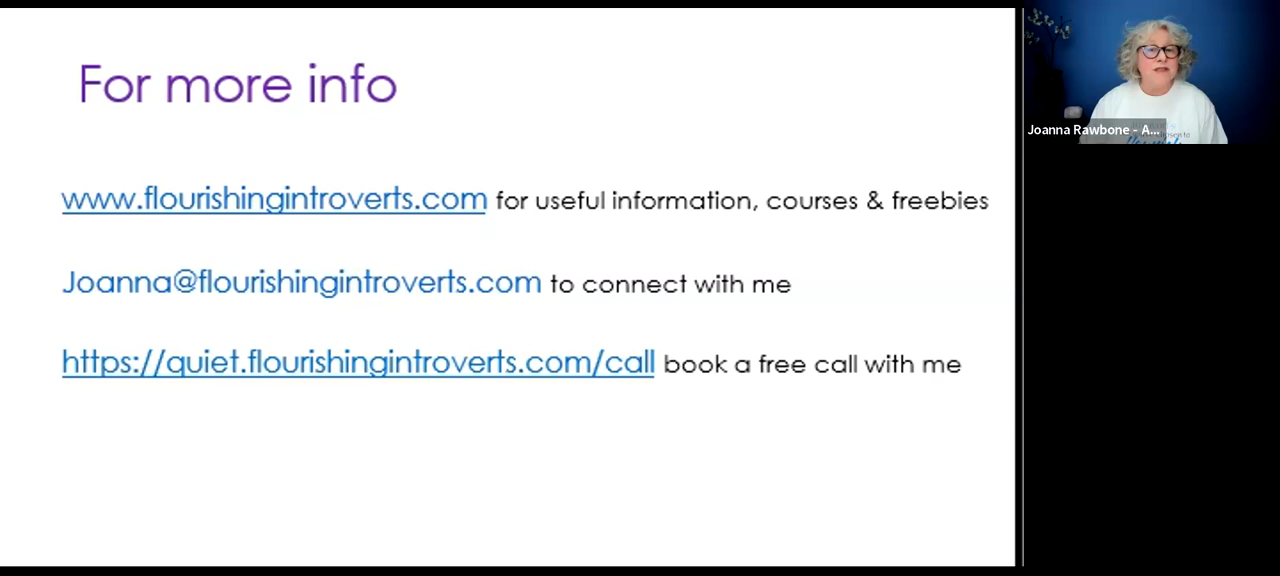 For more info
www.flourishingintroverts.com for useful information, courses & freebies
Joanna@flourishingintroverts.com to connect with me
https://quiet.flourishingintroverts.com/call book a free call with me
Joanna Rawbone - A...